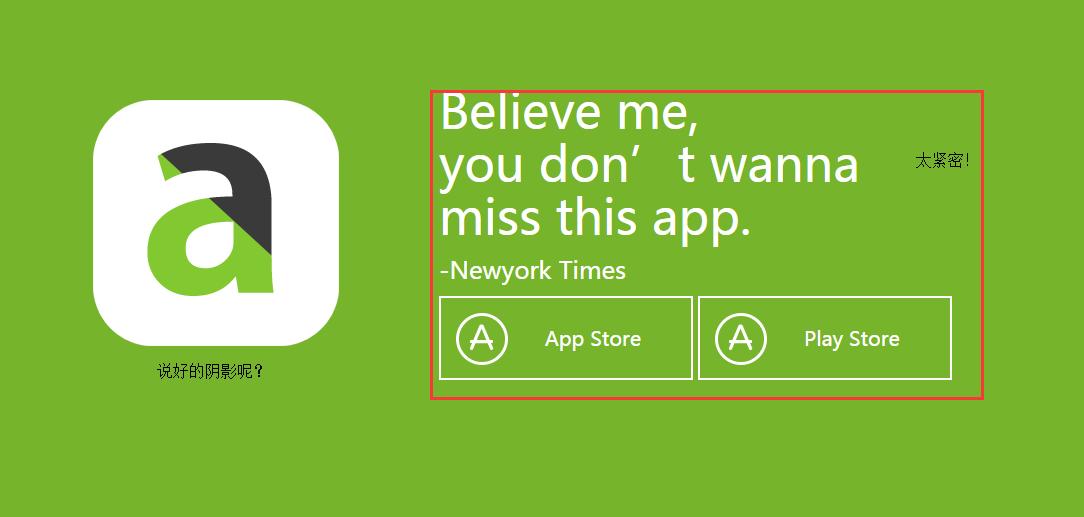 a
说好的阴影呢?
Believe me,
you don’t wanna
miss this app.
太紧密!
-Newyork Times
App Store
Play Store